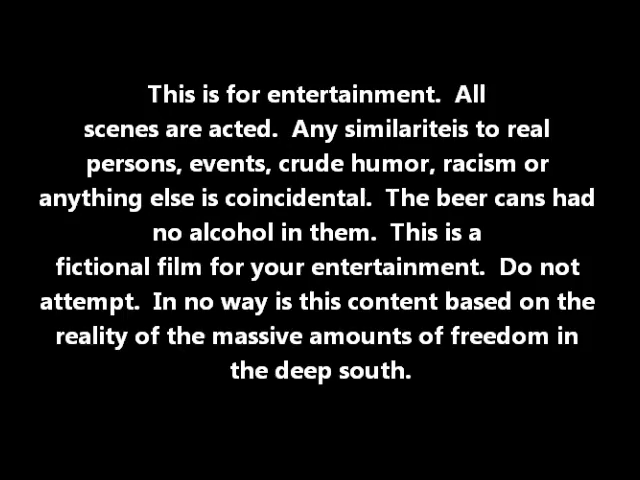 This is for entertainment.  All
scenes are acted.  Any similariteis to real
persons, events, crude humor, racism or
anything else is coincidental.  The beer cans had
no alcohol in them.  This is a
fictional film for your entertainment.  Do not
attempt.  In no way is this content based on the
reality of the massive amounts of freedom in
the deep south.